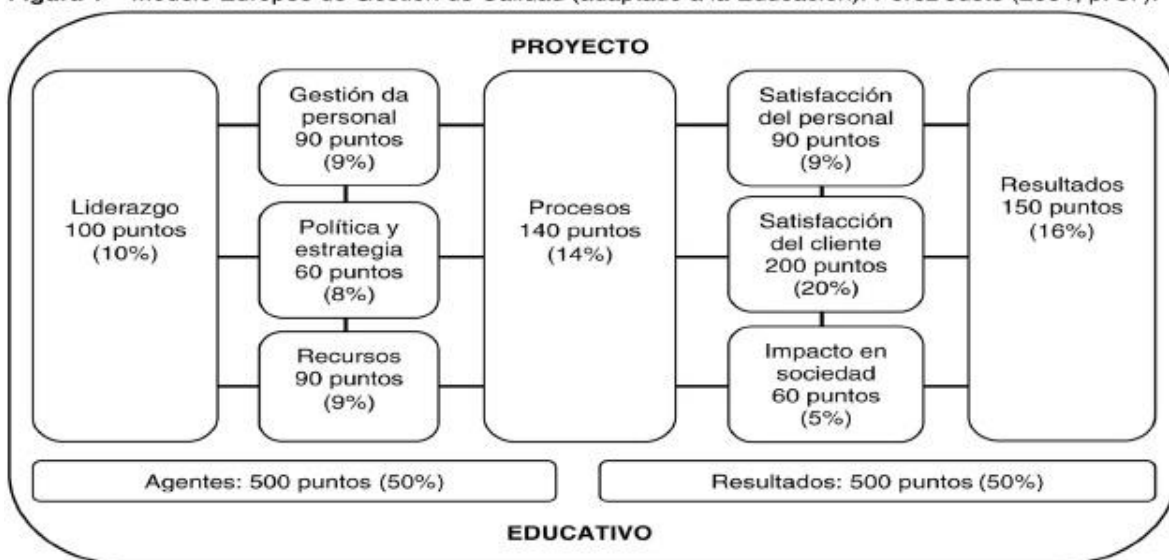 PROYECTO
Gestión da
personal
90 puntos
(9%)
Satisfacción
del personal
90 puntos
(9%)
Liderazgo
100 puntos
(10%)
Política y
estrategia
60 puntos
(8%)
Procesos
140 puntos
(14%)
Satisfacción
del cliente
200 puntos
(20%)
Resultados
150 puntos
(16%)
Recursos
90 puntos
(9%)
Impacto en
sociedad
60 puntos
(5%)
Agentes: 500 puntos (50%)
Resultados: 500 puntos (50%)
EDUCATIVO